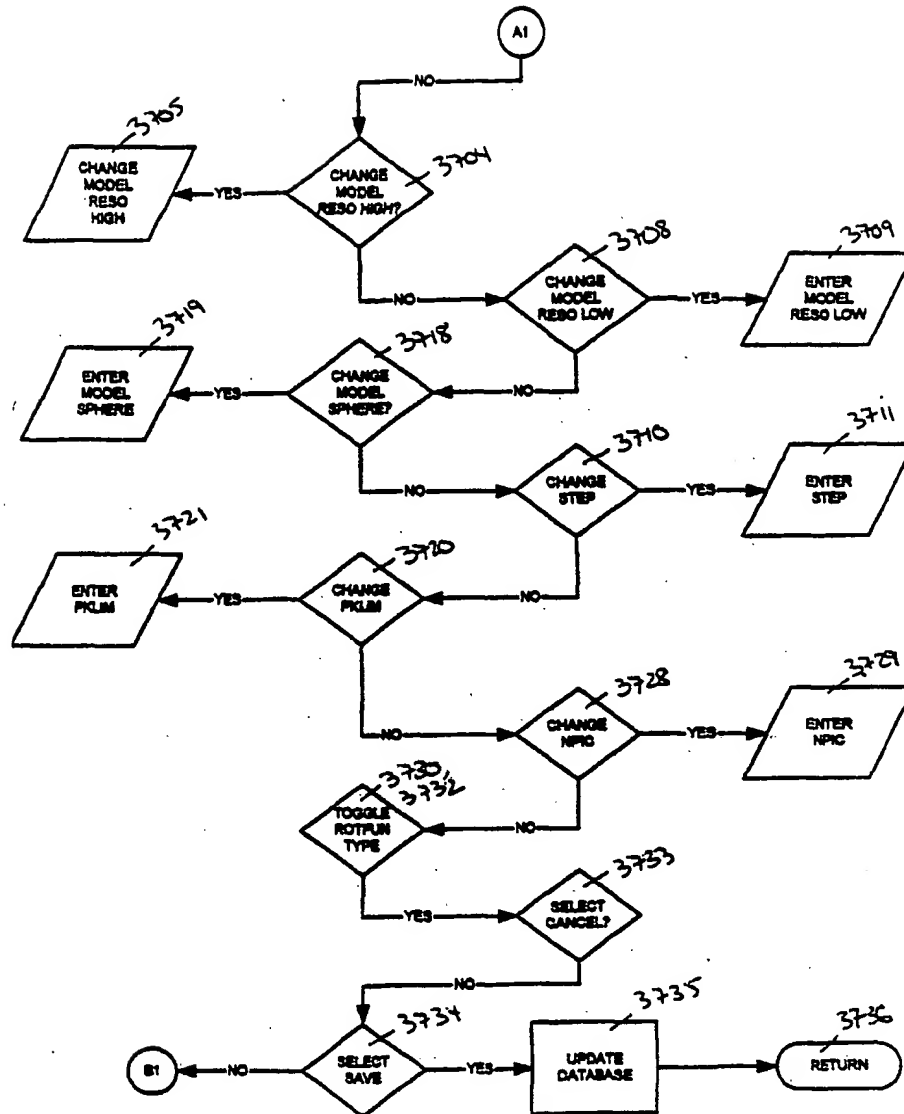 A1
NO
3705
3704
CHANGE
MODEL
RESO
HIGH
YES
CHANGE
MODEL
RESO HIGH?
3708
3709
NO
CHANGE
MODEL
RESO LOW
YES
ENTER
MODEL
RESO LOW
3719
3718
ENTER
MODEL
SPHERE
YES
CHANGE
MODEL
SPHERE?
NO
3710
3711
NO
CHANGE
STEP
YES
ENTER
STEP
3721
3720
ENTER
PKLIM
YES
CHANGE
PKLIM
NO
3728
3729
NO
CHANGE
NPIC
YES
ENTER
NPIC
3730
3732
TOGGLE
ROTFUN
TYPE
NO
3733
YES
SELECT
CANCEL?
NO
3734
3735
3736
B1
NO
SELECT
SAVE
YES
UPDATE
DATABASE
RETURN